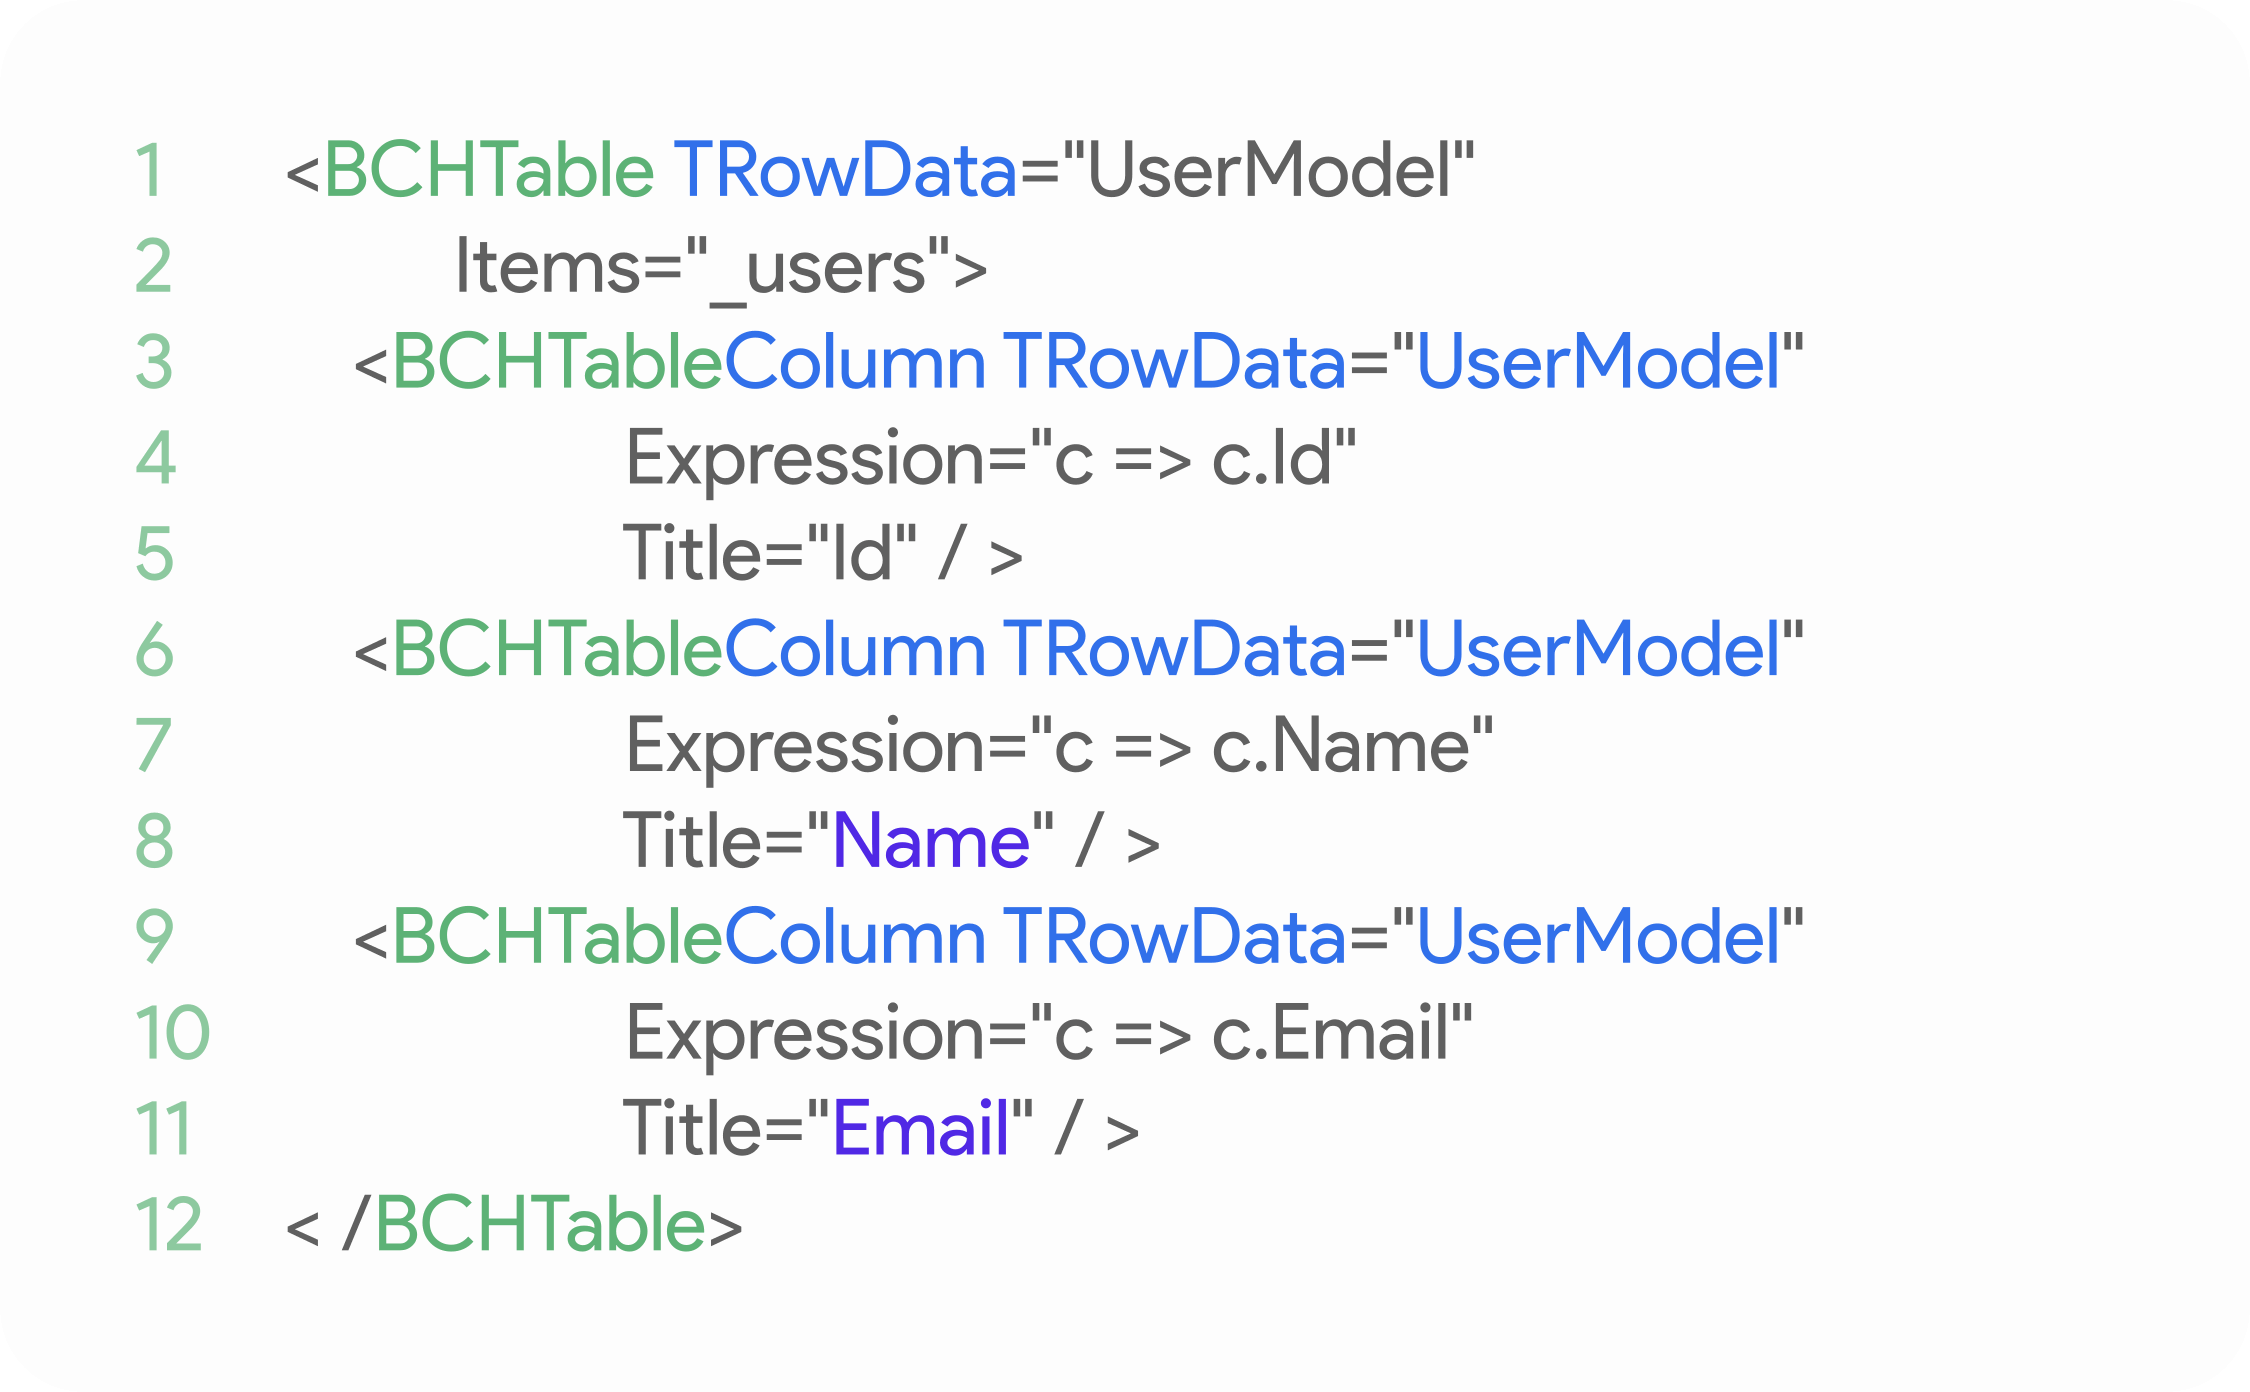 1 <BCHTable TRowData="UserModel"
2 Items="_users">
3 <BCHTableColumn TRowData="UserModel"
4 Expression="c => c.Id"
5 Title="Id" / >
6 <BCHTableColumn TRowData="UserModel"
7 Expression="c => c.Name"
8 Title="Name" / >
9 <BCHTableColumn TRowData="UserModel"
10 Expression="c => c.Email"
11 Title="Email" / >
12 < /BCHTable>